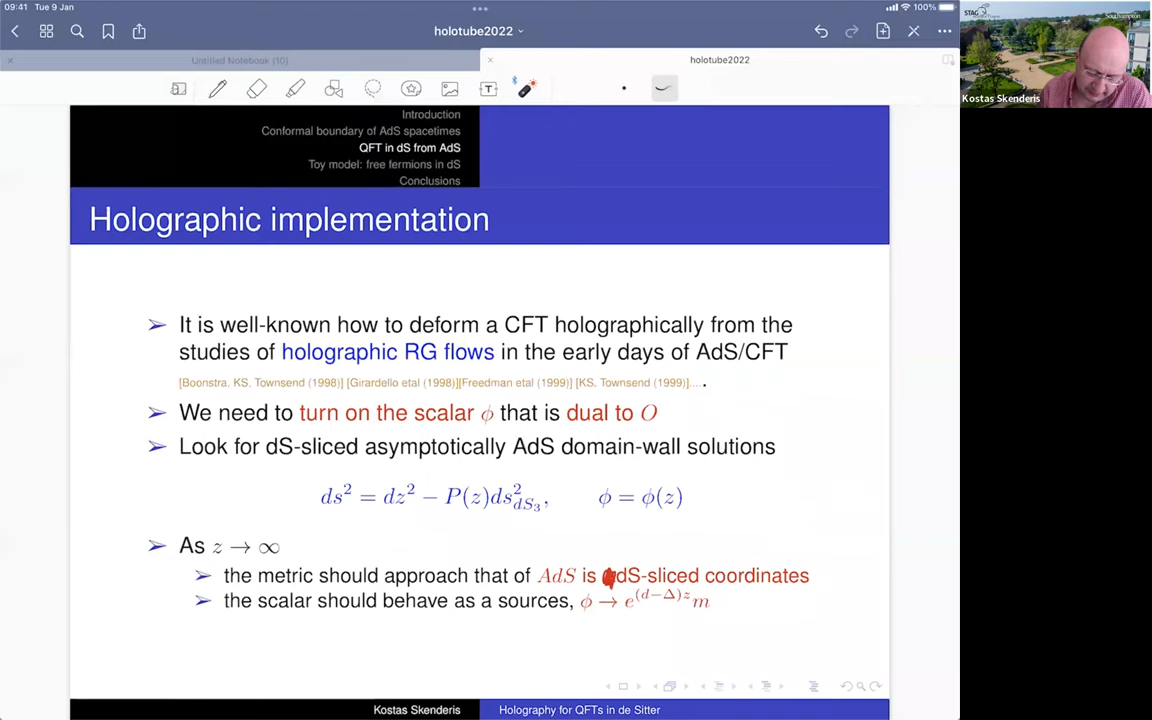 09:41 Tue 9 Jan
100%
holotube2022
Untitled Notebook (10)
holotube2022
T
STAG
Southampton
Kostas Skenderis
Introduction
Conformal boundary of AdS spacetimes
QFT in dS from AdS
Toy model: free fermions in dS
Conclusions
Holographic implementation
➢ It is well-known how to deform a CFT holographically from the
studies of holographic RG flows in the early days of AdS/CFT
[Boonstra, KS, Townsend (1998)] [Girardello etal (1998)][Freedman etal (1999)] [KS, Townsend (1999)]....
➢ We need to turn on the scalar ϕ that is dual to O
➢ Look for dS-sliced asymptotically AdS domain-wall solutions
ds² = dz² − P(z)ds²_{dS₃}, ϕ = ϕ(z)
➢ As z → ∞
➢ the metric should approach that of AdS is dS-sliced coordinates
➢ the scalar should behave as a sources, ϕ → e^{(d−Δ)z}m
Kostas Skenderis
Holography for QFTs in de Sitter